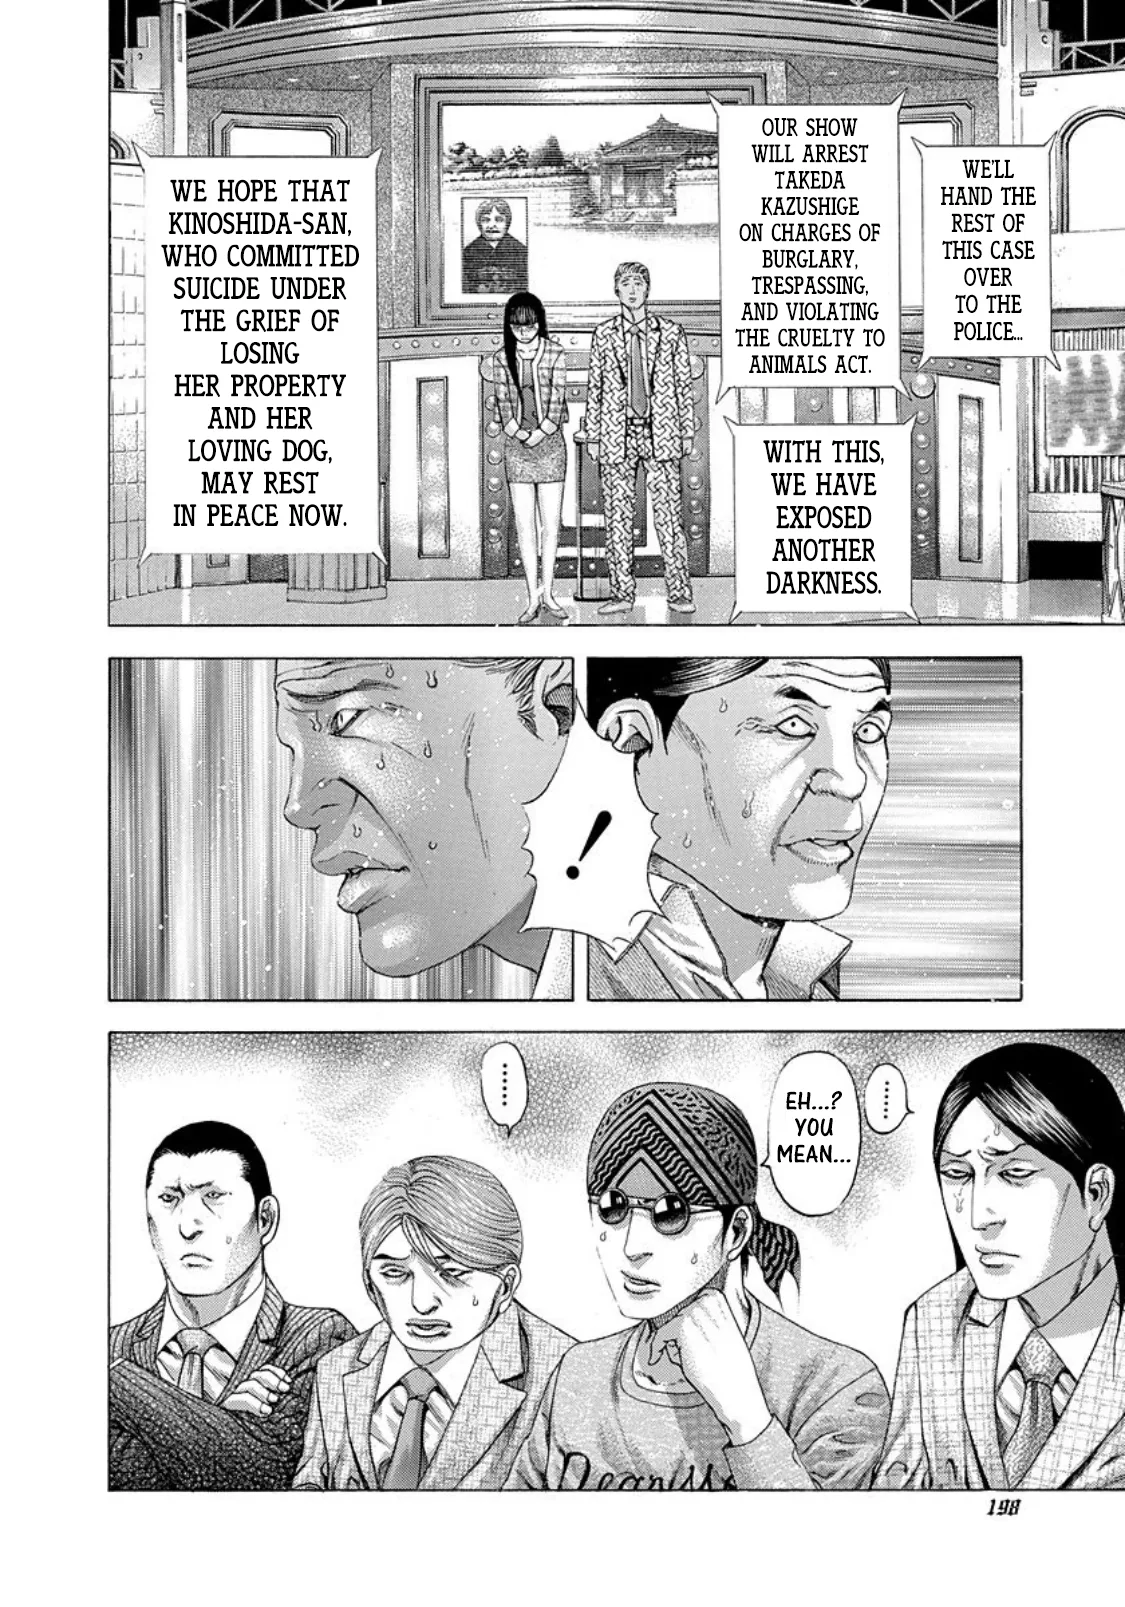 WE'LL
HAND THE
REST OF
THIS CASE
OVER
TO THE
POLICE...
OUR SHOW
WILL ARREST
TAKEDA
KAZUSHIGE
ON CHARGES OF
BURGLARY,
TRESPASSING,
AND VIOLATING
THE CRUELTY TO
ANIMALS ACT.
WITH THIS,
WE HAVE
EXPOSED
ANOTHER
DARKNESS.
WE HOPE THAT
KINOSHIDA-SAN,
WHO COMMITTED
SUICIDE UNDER
THE GRIEF OF
LOSING
HER PROPERTY
AND HER
LOVING DOG,
MAY REST
IN PEACE NOW.
!
......
EH...?
YOU
MEAN...
......
198